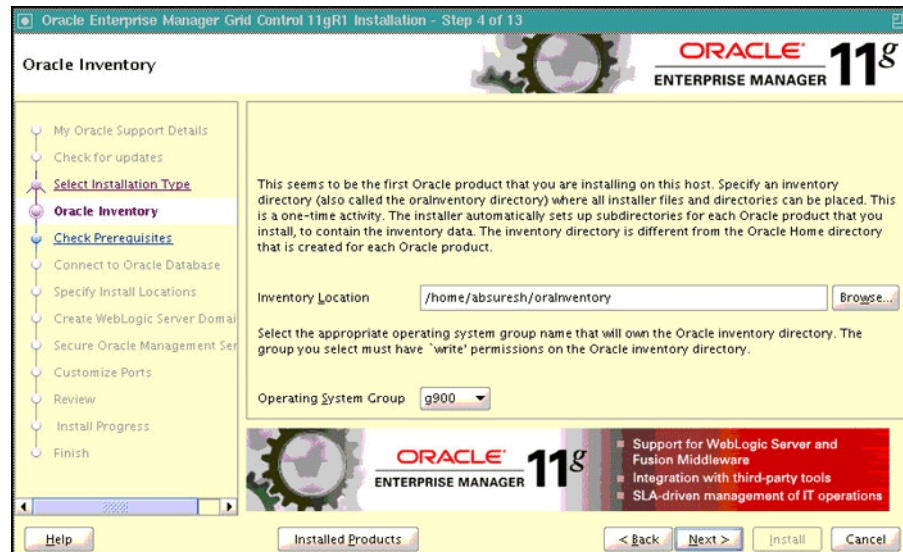 Oracle Enterprise Manager Grid Control 11gR1 Installation - Step 4 of 13
Oracle Inventory
ORACLE
ENTERPRISE MANAGER 11g
My Oracle Support Details
Check for updates
Select Installation Type
Oracle Inventory
Check Prerequisites
Connect to Oracle Database
Specify Install Locations
Create WebLogic Server Domai
Secure Oracle Management Ser
Customize Ports
Review
Install Progress
Finish
This seems to be the first Oracle product that you are installing on this host. Specify an inventory
directory (also called the oraInventory directory) where all installer files and directories can be placed. This
is a one-time activity. The installer automatically sets up subdirectories for each Oracle product that you
install, to contain the inventory data. The inventory directory is different from the Oracle Home directory
that is created for each Oracle product.
Inventory Location /home/absuresh/oraInventory Browse...
Select the appropriate operating system group name that will own the Oracle inventory directory. The
group you select must have `write' permissions on the Oracle inventory directory.
Operating System Group g900
ORACLE
ENTERPRISE MANAGER 11g
Support for WebLogic Server and
Fusion Middleware
Integration with third-party tools
SLA-driven management of IT operations
Help Installed Products < Back Next > Install Cancel